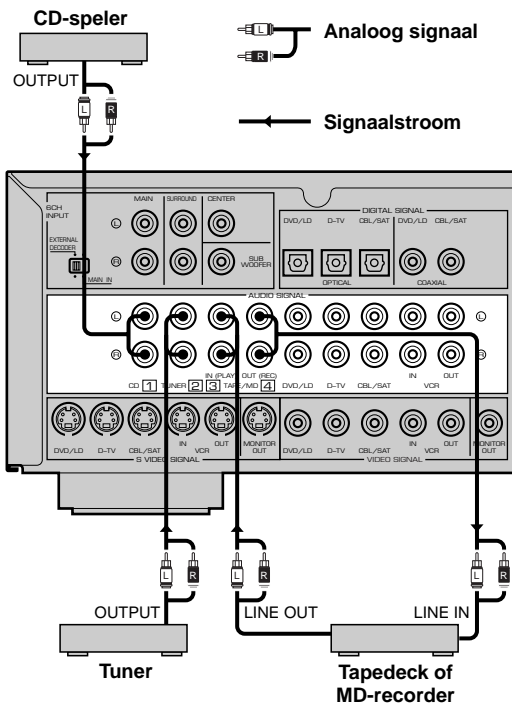 CD-speler
L
R
Analoog signaal
OUTPUT
L
R
Signaalstroom
6CH
INPUT
MAIN
SURROUND
CENTER
DIGITAL SIGNAL
DVD/LD
D–TV
CBL/SAT
DVD/LD
CBL/SAT
L
EXTERNAL
DECODER
R
SUB
WOOFER
MAIN IN
OPTICAL
COAXIAL
AUDIO SIGNAL
L
L
R
R
IN (PLAY)
OUT (REC)
IN
OUT
CD 1
TUNER 2
3 TAPE/MD 4
DVD/LD
D–TV
CBL/SAT
VCR
IN
OUT
IN
OUT
DVD/LD
D–TV
CBL/SAT
VCR
MONITOR
OUT
DVD/LD
D–TV
CBL/SAT
VCR
MONITOR
OUT
S VIDEO SIGNAL
VIDEO SIGNAL
L
R
L
R
L
R
OUTPUT
LINE OUT
LINE IN
Tuner
Tapedeck of
MD-recorder